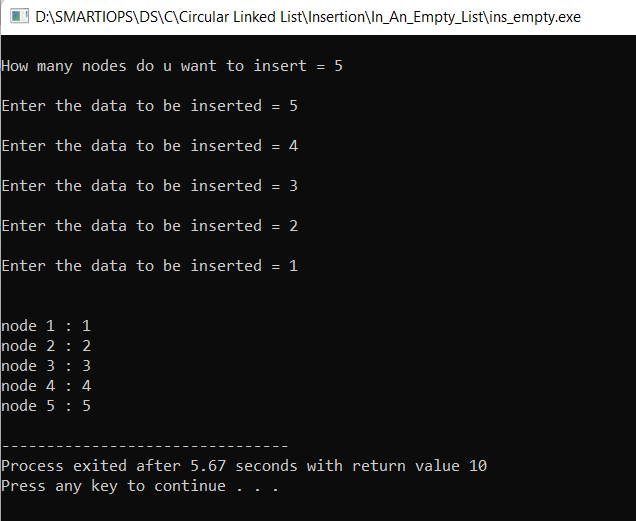 D:\SMARTIOPS\DS\C\Circular Linked List\Insertion\In_An_Empty_List\ins_empty.exe
How many nodes do u want to insert = 5
Enter the data to be inserted = 5
Enter the data to be inserted = 4
Enter the data to be inserted = 3
Enter the data to be inserted = 2
Enter the data to be inserted = 1
node 1 : 1
node 2 : 2
node 3 : 3
node 4 : 4
node 5 : 5
--------------------------------
Process exited after 5.67 seconds with return value 10
Press any key to continue . . .